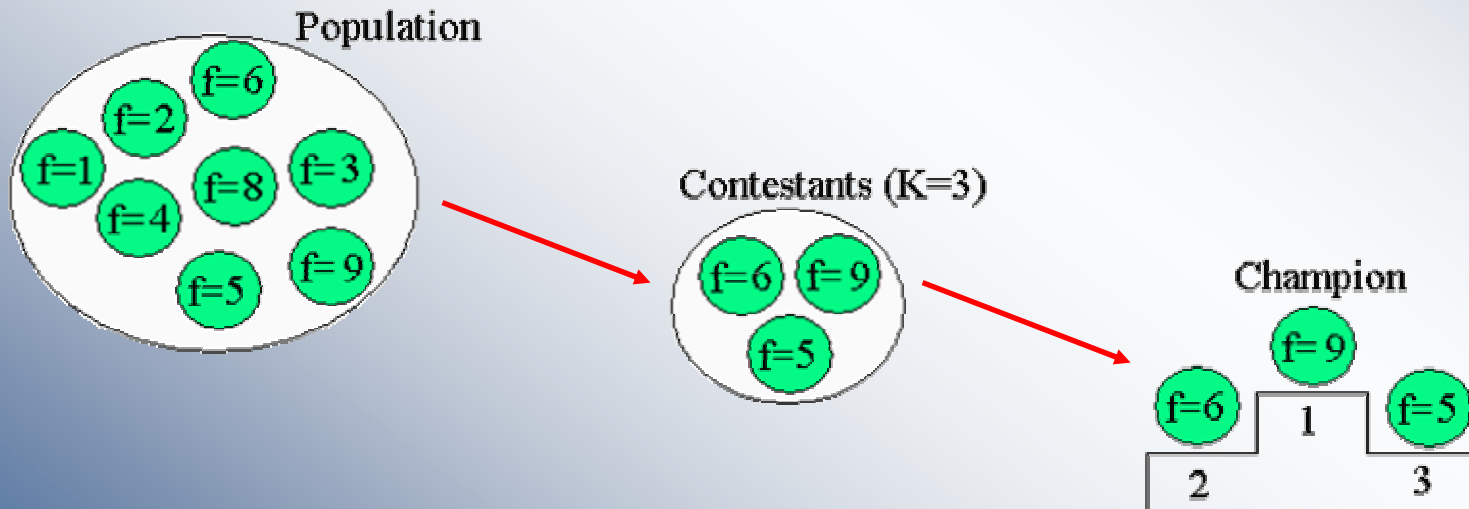 Population
f=6
f=2
f=1
f=8
f=3
f=4
f=5
f=9
Contestants (K=3)
f=6
f=9
f=5
Champion
f=9
f=6
f=5
1
2
3